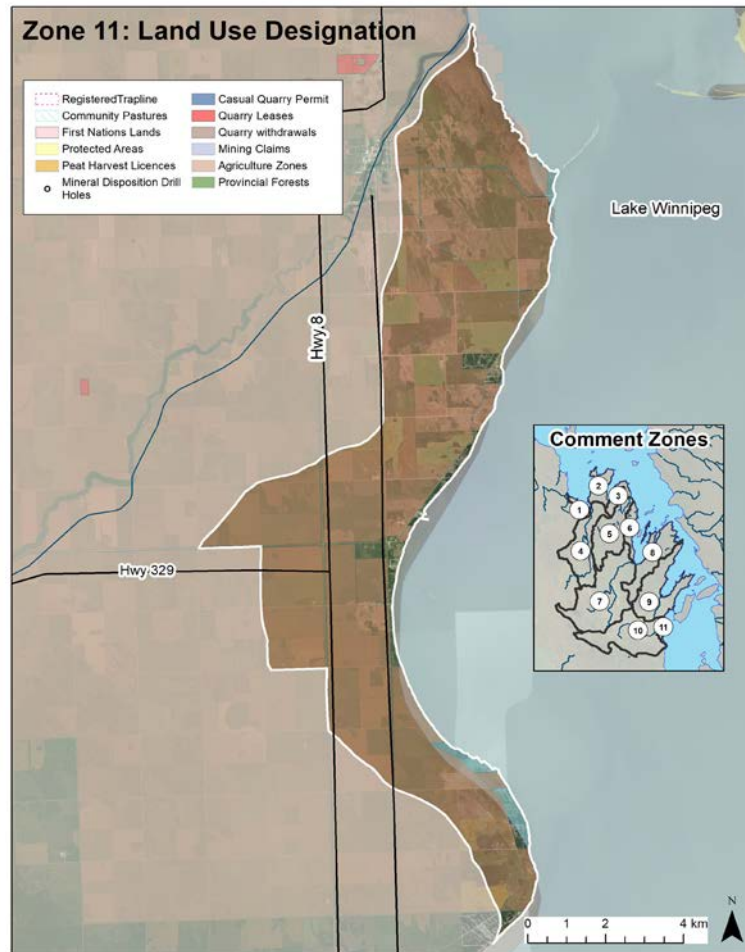 Zone 11: Land Use Designation
RegisteredTrapline
Community Pastures
First Nations Lands
Protected Areas
Peat Harvest Licences
Mineral Disposition Drill
Holes
Casual Quarry Permit
Quarry Leases
Quarry withdrawals
Mining Claims
Agriculture Zones
Provincial Forests
Lake Winnipeg
Hwy 8
Hwy 329
Comment Zones
1
2
3
4
5
6
7
8
9
10
11
N
0 1 2 4 km